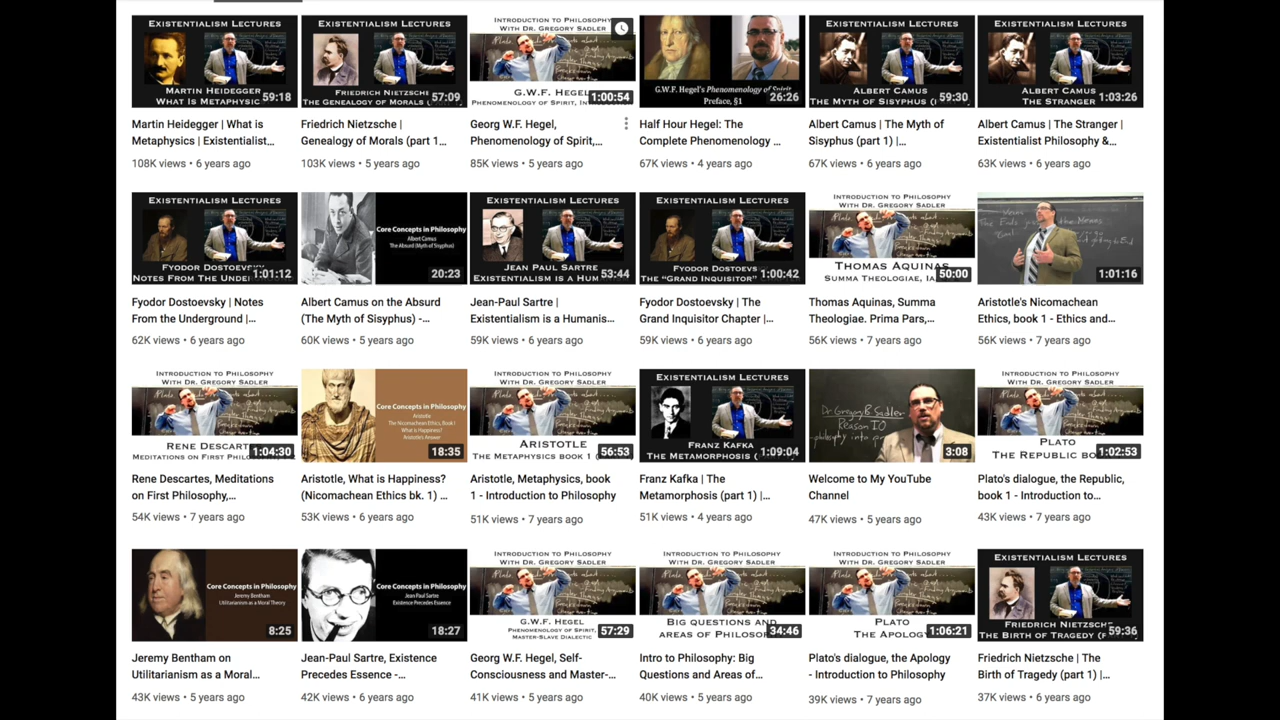 EXISTENTIALISM LECTURES
MARTIN HEIDEGGER
WHAT IS METAPHYSIC
59:18
Martin Heidegger | What is
Metaphysics | Existentialist...
108K views • 6 years ago
EXISTENTIALISM LECTURES
FRIEDRICH NIETZSCHE
THE GENEALOGY OF MORALS (
57:09
Friedrich Nietzsche |
Genealogy of Morals (part 1...
103K views • 5 years ago
INTRODUCTION TO PHILOSOPHY
WITH DR. GREGORY SADLER
G.W.F. HEGEL
PHENOMENOLOGY OF SPIRIT,
1:00:54
Georg W.F. Hegel,
Phenomenology of Spirit,...
85K views • 5 years ago
G.W.F. Hegel's Phenomenology of Spirit
Preface, §1
26:26
Half Hour Hegel: The
Complete Phenomenology ...
67K views • 4 years ago
EXISTENTIALISM LECTURES
ALBERT CAMUS
THE MYTH OF SISYPHUS (
59:30
Albert Camus | The Myth of
Sisyphus (part 1) |...
67K views • 6 years ago
EXISTENTIALISM LECTURES
ALBERT CAMUS
THE STRANGER
1:03:26
Albert Camus | The Stranger |
Existentialist Philosophy &...
63K views • 6 years ago
EXISTENTIALISM LECTURES
FYODOR DOSTOEV
NOTES FROM THE UNDE
1:01:12
Fyodor Dostoevsky | Notes
From the Underground |...
62K views • 6 years ago
Core Concepts in Philosophy
Albert Camus
The Absurd (Myth of Sisyphus)
20:23
Albert Camus on the Absurd
(The Myth of Sisyphus) -...
60K views • 5 years ago
EXISTENTIALISM LECTURES
JEAN PAUL SARTRE
EXISTENTIALISM IS A HUM
53:44
Jean-Paul Sartre |
Existentialism is a Humanis...
59K views • 6 years ago
EXISTENTIALISM LECTURES
FYODOR DOSTOEVS
THE "GRAND INQUISITOR"
1:00:42
Fyodor Dostoevsky | The
Grand Inquisitor Chapter |...
59K views • 6 years ago
INTRODUCTION TO PHILOSOPHY
WITH DR. GREGORY SADLER
THOMAS AQUINAS
SUMMA THEOLOGIAE, IA
50:00
Thomas Aquinas, Summa
Theologiae. Prima Pars,...
56K views • 7 years ago
1:01:16
Aristotle's Nicomachean
Ethics, book 1 - Ethics and...
56K views • 7 years ago
INTRODUCTION TO PHILOSOPHY
WITH DR. GREGORY SADLER
RENE DESCART
MEDITATIONS ON FIRST PHILO
1:04:30
Rene Descartes, Meditations
on First Philosophy,...
54K views • 7 years ago
Core Concepts in Philosophy
Aristotle
The Nicomachean Ethics, Book I
What is Happiness?
Aristotle's Answer
18:35
Aristotle, What is Happiness?
(Nicomachean Ethics bk. 1) ...
53K views • 6 years ago
INTRODUCTION TO PHILOSOPHY
WITH DR. GREGORY SADLER
ARISTOTLE
THE METAPHYSICS BOOK 1 (
56:53
Aristotle, Metaphysics, book
1 - Introduction to Philosophy
51K views • 7 years ago
EXISTENTIALISM LECTURES
FRANZ KAFKA
THE METAMORPHOSIS (
1:09:04
Franz Kafka | The
Metamorphosis (part 1) |...
51K views • 4 years ago
Dr Gregory B Sadler
Reason IO
philosophy into pr
3:08
Welcome to My YouTube
Channel
47K views • 5 years ago
INTRODUCTION TO PHILOSOPHY
WITH DR. GREGORY SADLER
PLATO
THE REPUBLIC BO
1:02:53
Plato's dialogue, the Republic,
book 1 - Introduction to...
43K views • 7 years ago
Core Concepts in Philosophy
Jeremy Bentham
Utilitarianism as a Moral Theory
8:25
Jeremy Bentham on
Utilitarianism as a Moral...
43K views • 5 years ago
Core Concepts in Philosophy
Jean-Paul Sartre
Existence Precedes Essence
18:27
Jean-Paul Sartre, Existence
Precedes Essence -...
42K views • 6 years ago
INTRODUCTION TO PHILOSOPHY
WITH DR. GREGORY SADLER
G.W.F. HEGEL
PHENOMENOLOGY OF SPIRIT,
MASTER-SLAVE DIALECTIC
57:29
Georg W.F. Hegel, Self-
Consciousness and Master-...
41K views • 5 years ago
INTRODUCTION TO PHILOSOPHY
WITH DR. GREGORY SADLER
BIG QUESTIONS AND
AREAS OF PHILOSOP
34:46
Intro to Philosophy: Big
Questions and Areas of...
40K views • 5 years ago
INTRODUCTION TO PHILOSOPHY
WITH DR. GREGORY SADLER
PLATO
THE APOLOGY
1:06:21
Plato's dialogue, the Apology
- Introduction to Philosophy
39K views • 7 years ago
EXISTENTIALISM LECTURES
FRIEDRICH NIETZSCHE
THE BIRTH OF TRAGEDY (
59:36
Friedrich Nietzsche | The
Birth of Tragedy (part 1) |...
37K views • 6 years ago